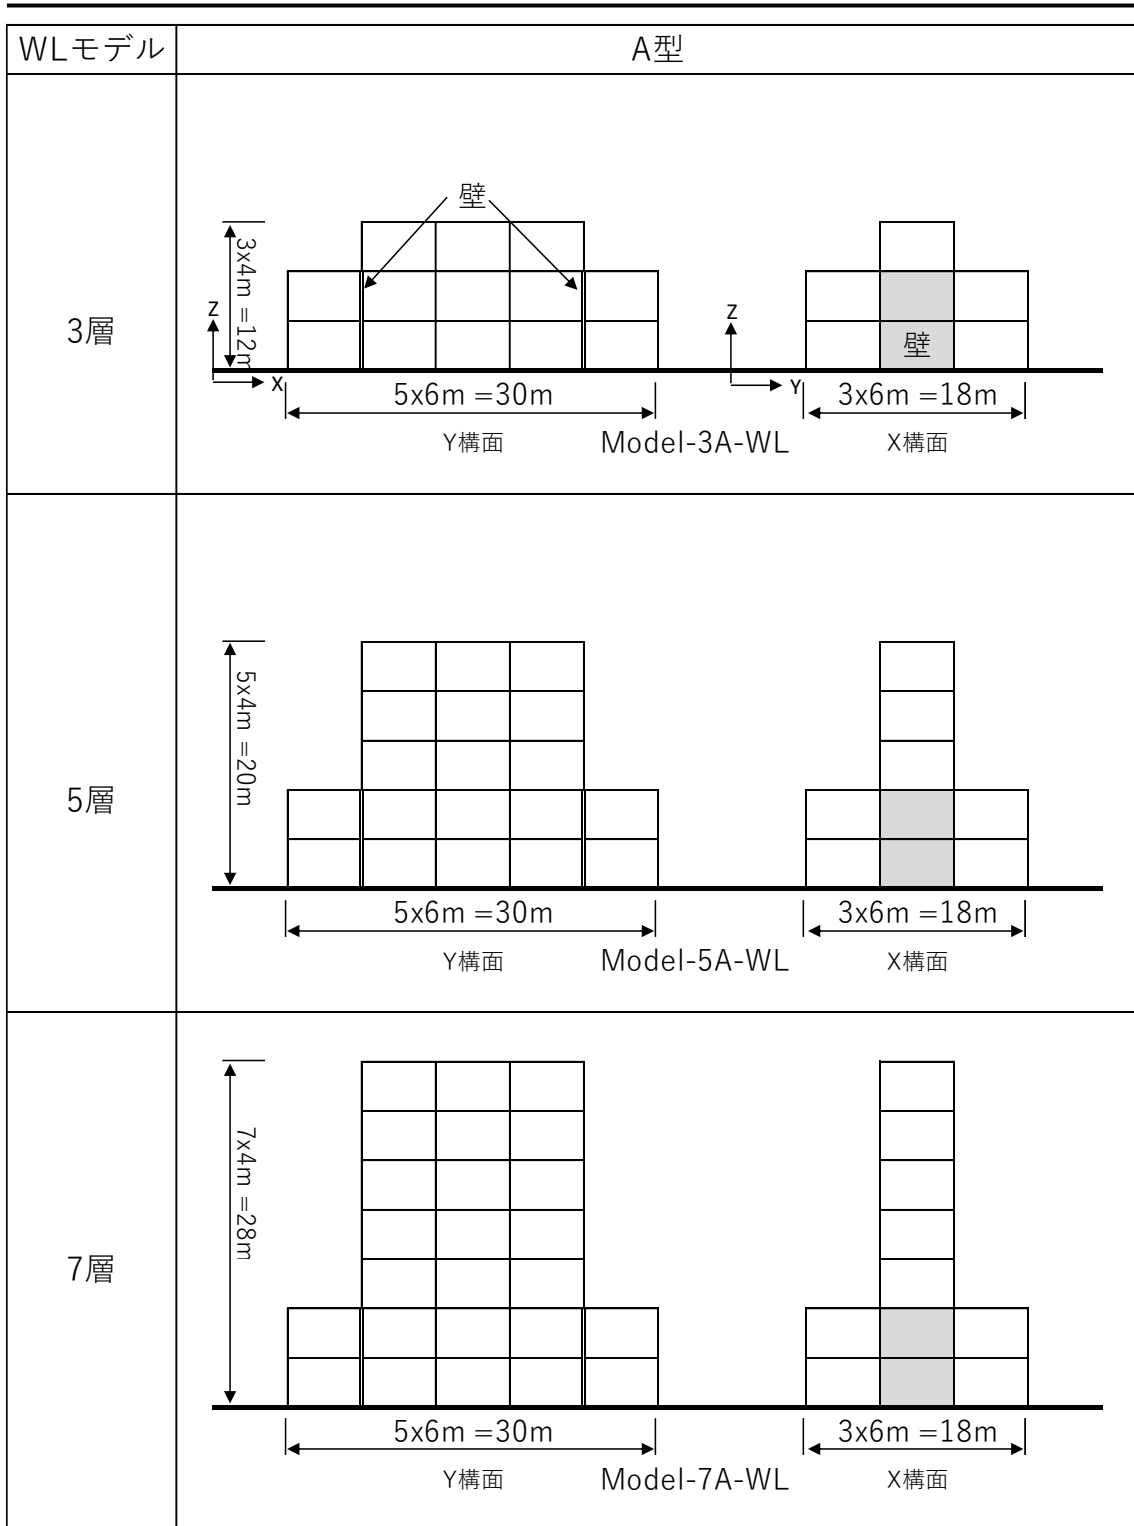 WLモデル
A型
3層
壁
3x4m =12m
Z
X
Z
Y
壁
5x6m =30m
3x6m =18m
Y構面
Model-3A-WL
X構面
5層
5x4m =20m
5x6m =30m
3x6m =18m
Y構面
Model-5A-WL
X構面
7層
7x4m =28m
5x6m =30m
3x6m =18m
Y構面
Model-7A-WL
X構面